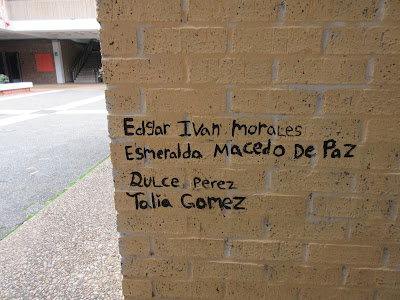 Edgar Ivan Morales
Esmeralda Macedo De Paz
Dulce Perez
Talia Gomez